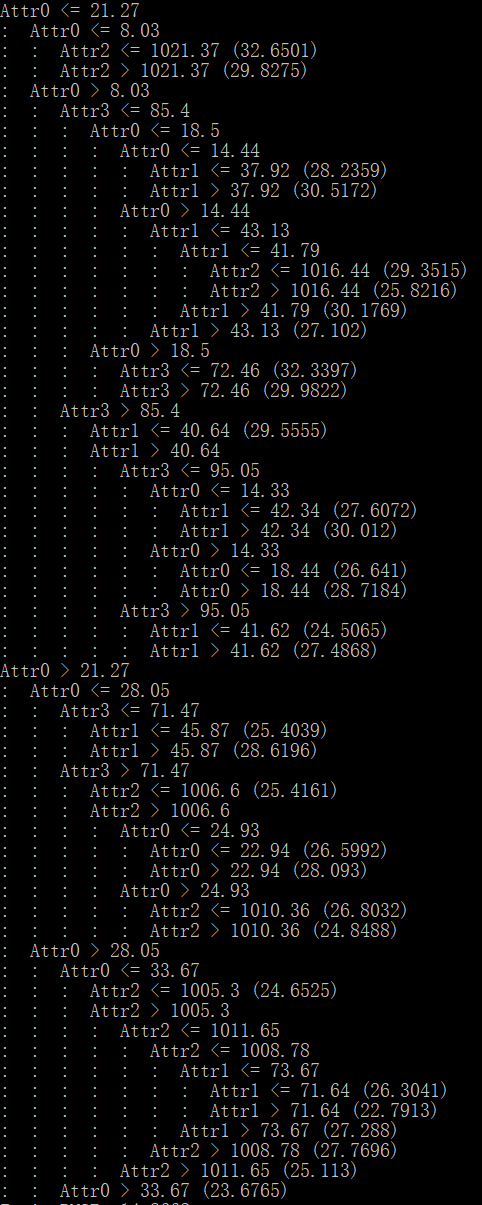 Attr0 <= 21.27
:  Attr0 <= 8.03
:  :  Attr2 <= 1021.37 (32.6501)
:  :  Attr2 > 1021.37 (29.8275)
:  Attr0 > 8.03
:  :  Attr3 <= 85.4
:  :  :  Attr0 <= 18.5
:  :  :  :  Attr0 <= 14.44
:  :  :  :  :  Attr1 <= 37.92 (28.2359)
:  :  :  :  :  Attr1 > 37.92 (30.5172)
:  :  :  :  Attr0 > 14.44
:  :  :  :  :  Attr1 <= 43.13
:  :  :  :  :  :  Attr1 <= 41.79
:  :  :  :  :  :  :  Attr2 <= 1016.44 (29.3515)
:  :  :  :  :  :  :  Attr2 > 1016.44 (25.8216)
:  :  :  :  :  :  Attr1 > 41.79 (30.1769)
:  :  :  :  :  Attr1 > 43.13 (27.102)
:  :  :  Attr0 > 18.5
:  :  :  :  Attr3 <= 72.46 (32.3397)
:  :  :  :  Attr3 > 72.46 (29.9822)
:  :  Attr3 > 85.4
:  :  :  Attr1 <= 40.64 (29.5555)
:  :  :  Attr1 > 40.64
:  :  :  :  Attr3 <= 95.05
:  :  :  :  :  Attr0 <= 14.33
:  :  :  :  :  :  Attr1 <= 42.34 (27.6072)
:  :  :  :  :  :  Attr1 > 42.34 (30.012)
:  :  :  :  :  Attr0 > 14.33
:  :  :  :  :  :  Attr0 <= 18.44 (26.641)
:  :  :  :  :  :  Attr0 > 18.44 (28.7184)
:  :  :  :  Attr3 > 95.05
:  :  :  :  :  Attr1 <= 41.62 (24.5065)
:  :  :  :  :  Attr1 > 41.62 (27.4868)
Attr0 > 21.27
:  Attr0 <= 28.05
:  :  Attr3 <= 71.47
:  :  :  Attr1 <= 45.87 (25.4039)
:  :  :  Attr1 > 45.87 (28.6196)
:  :  Attr3 > 71.47
:  :  :  Attr2 <= 1006.6 (25.4161)
:  :  :  Attr2 > 1006.6
:  :  :  :  Attr0 <= 24.93
:  :  :  :  :  Attr0 <= 22.94 (26.5992)
:  :  :  :  :  Attr0 > 22.94 (28.093)
:  :  :  :  Attr0 > 24.93
:  :  :  :  :  Attr2 <= 1010.36 (26.8032)
:  :  :  :  :  Attr2 > 1010.36 (24.8488)
:  Attr0 > 28.05
:  :  Attr0 <= 33.67
:  :  :  Attr2 <= 1005.3 (24.6525)
:  :  :  Attr2 > 1005.3
:  :  :  :  Attr2 <= 1011.65
:  :  :  :  :  Attr2 <= 1008.78
:  :  :  :  :  :  Attr1 <= 73.67
:  :  :  :  :  :  :  Attr1 <= 71.64 (26.3041)
:  :  :  :  :  :  :  Attr1 > 71.64 (22.7913)
:  :  :  :  :  :  Attr1 > 73.67 (27.288)
:  :  :  :  :  Attr2 > 1008.78 (27.7696)
:  :  :  :  Attr2 > 1011.65 (25.113)
:  :  Attr0 > 33.67 (23.6765)